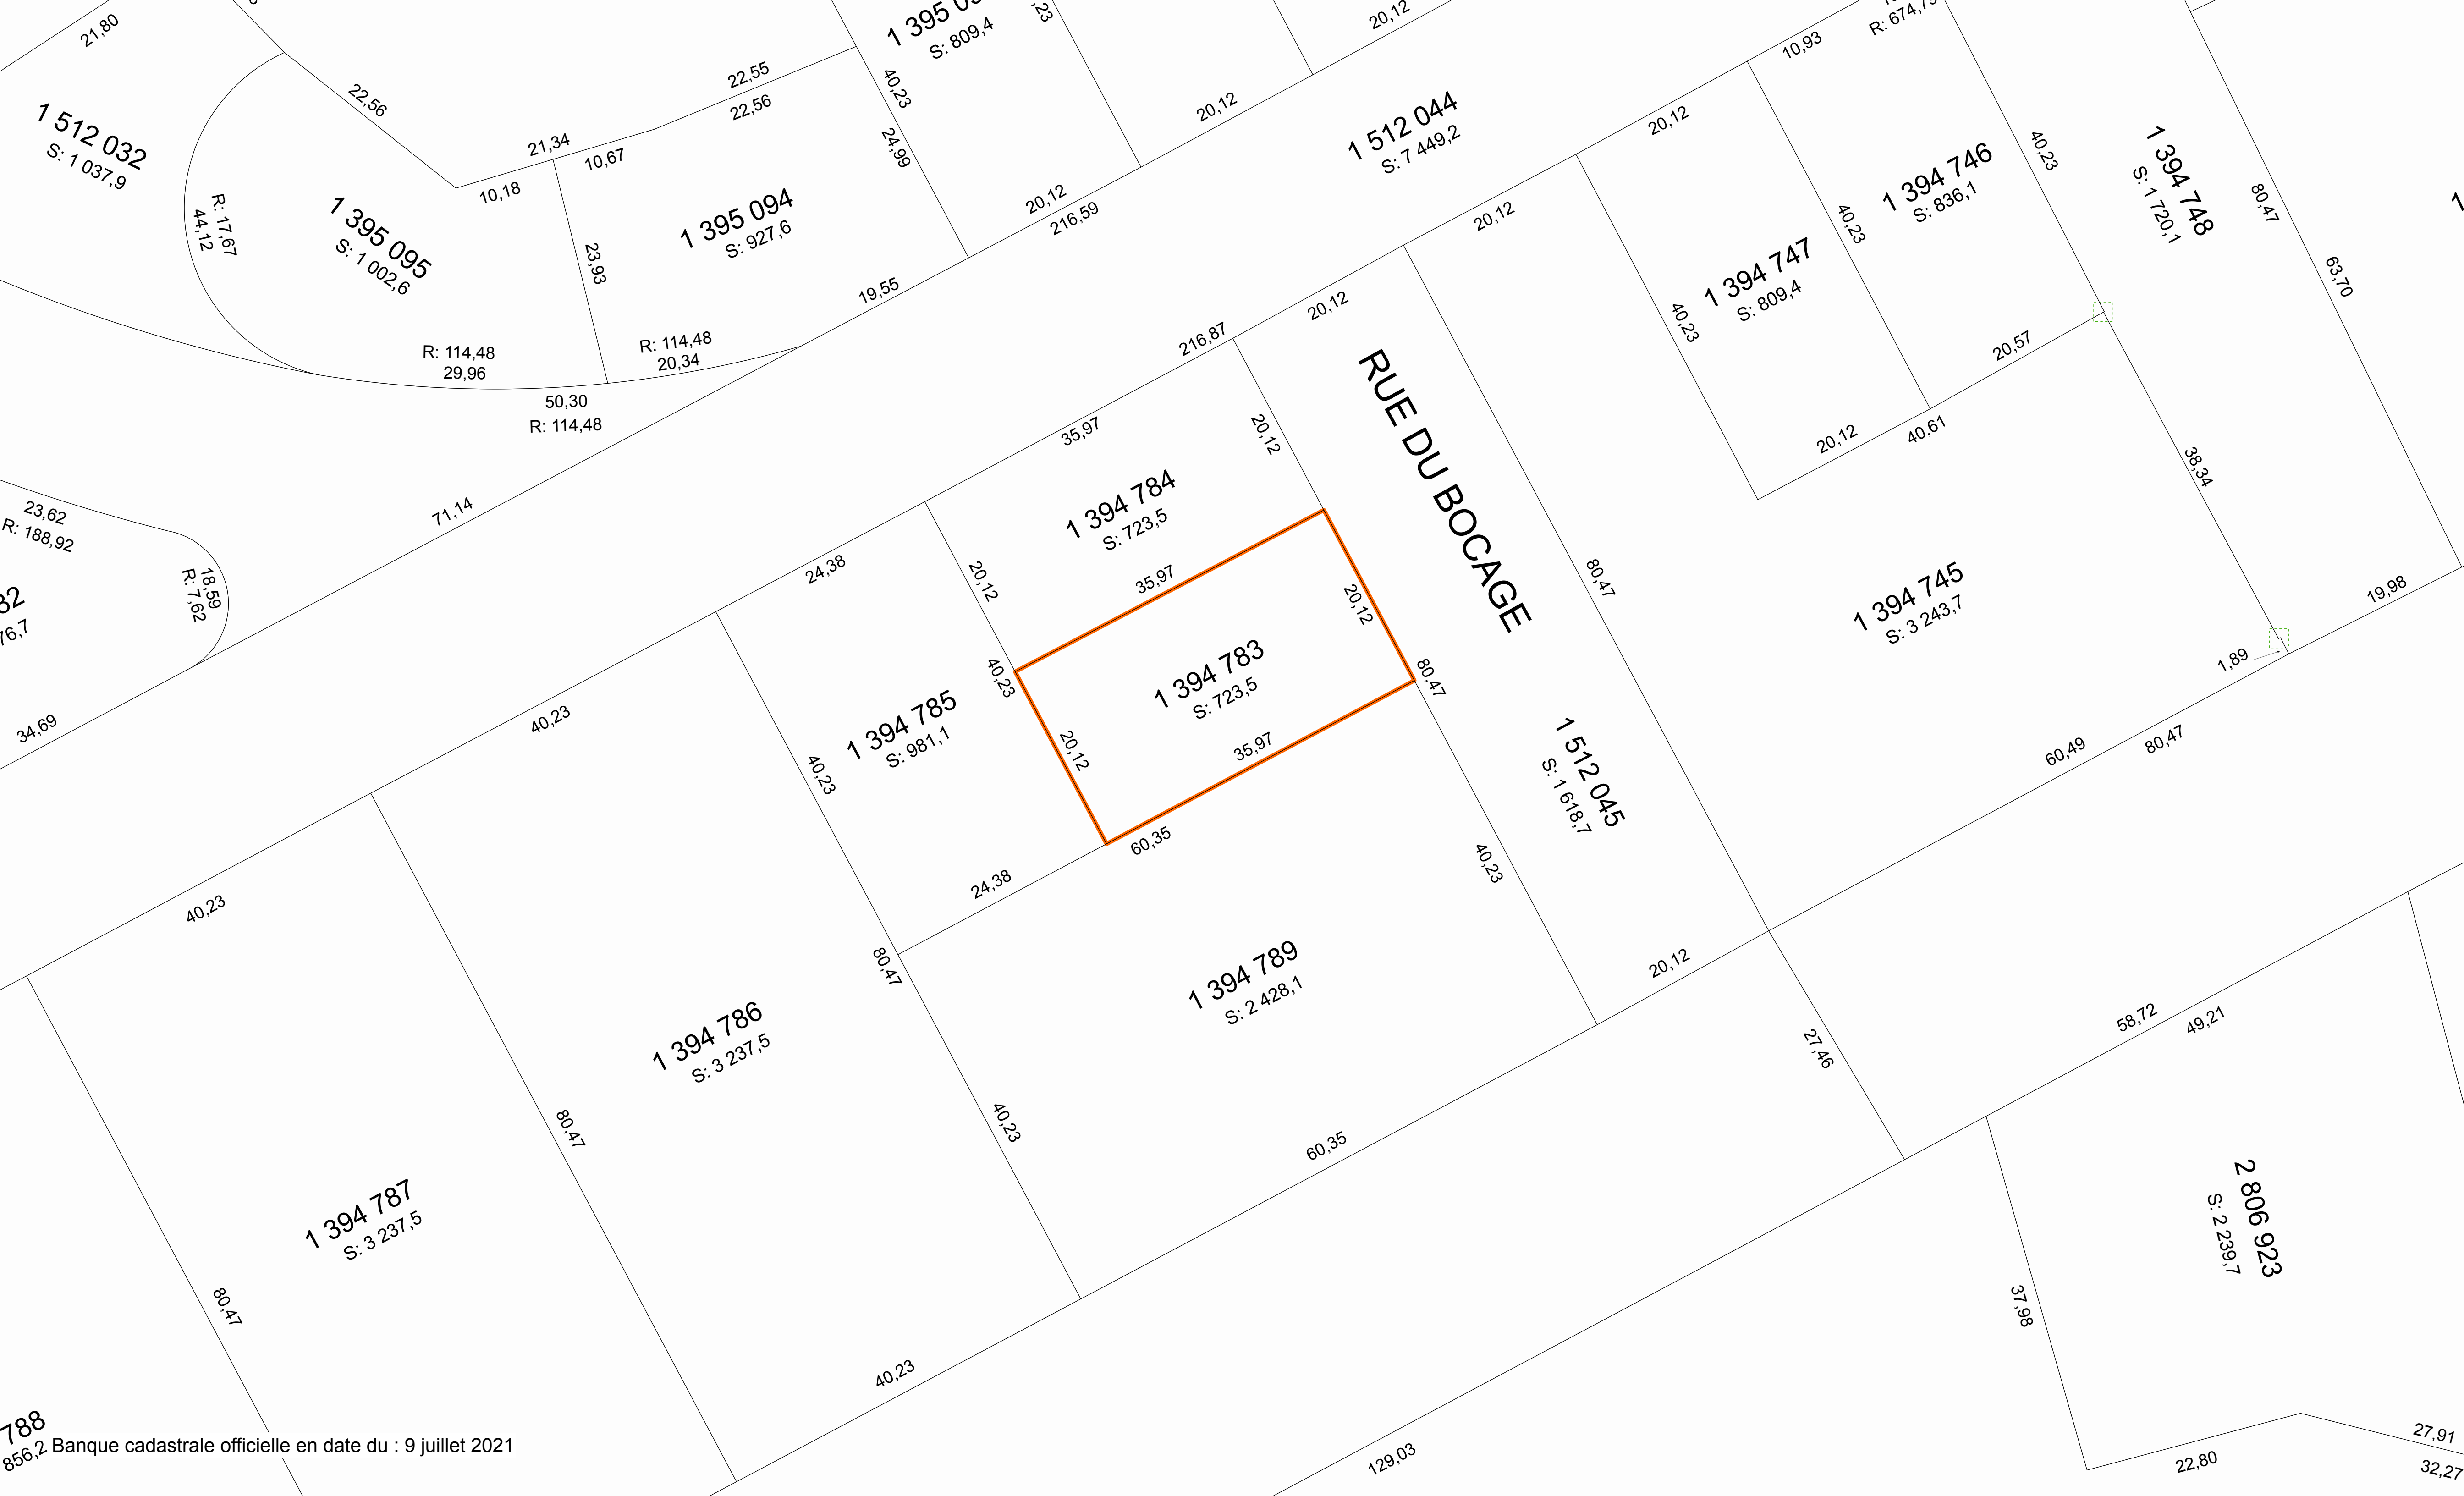 21,80
1 512 032
S: 1 037,9
R: 17,67
44,12
22,56
1 395 095
S: 1 002,6
10,18
21,34
10,67
22,55
22,56
23,93
1 395 094
S: 927,6
40,23
24,99
S: 809,4
20,12
20,12
20,12
216,59
19,55
R: 114,48
29,96
R: 114,48
20,34
50,30
R: 114,48
1 512 044
S: 7 449,2
10,93
20,12
20,12
20,12
216,87
35,97
20,12
40,23
1 394 746
S: 836,1
40,23
1 394 747
S: 809,4
40,23
20,57
20,12
40,61
1 394 748
S: 1 720,1
80,47
63,70
38,34
19,98
1,89
23,62
R: 188,92
18,59
R: 7,62
71,14
34,69
24,38
40,23
40,23
1 394 784
S: 723,5
20,12
35,97
RUE DU BOCAGE
20,12
80,47
1 394 783
S: 723,5
20,12
35,97
60,35
40,23
1 394 785
S: 981,1
40,23
24,38
80,47
80,47
1 512 045
S: 1 618,7
1 394 745
S: 3 243,7
60,49
80,47
40,23
20,12
1 394 789
S: 2 428,1
40,23
60,35
27,46
58,72
49,21
1 394 786
S: 3 237,5
80,47
1 394 787
S: 3 237,5
80,47
40,23
2 806 923
S: 2 239,7
37,98
22,80
27,91
32,27
129,03
788
856,2
Banque cadastrale officielle en date du : 9 juillet 2021